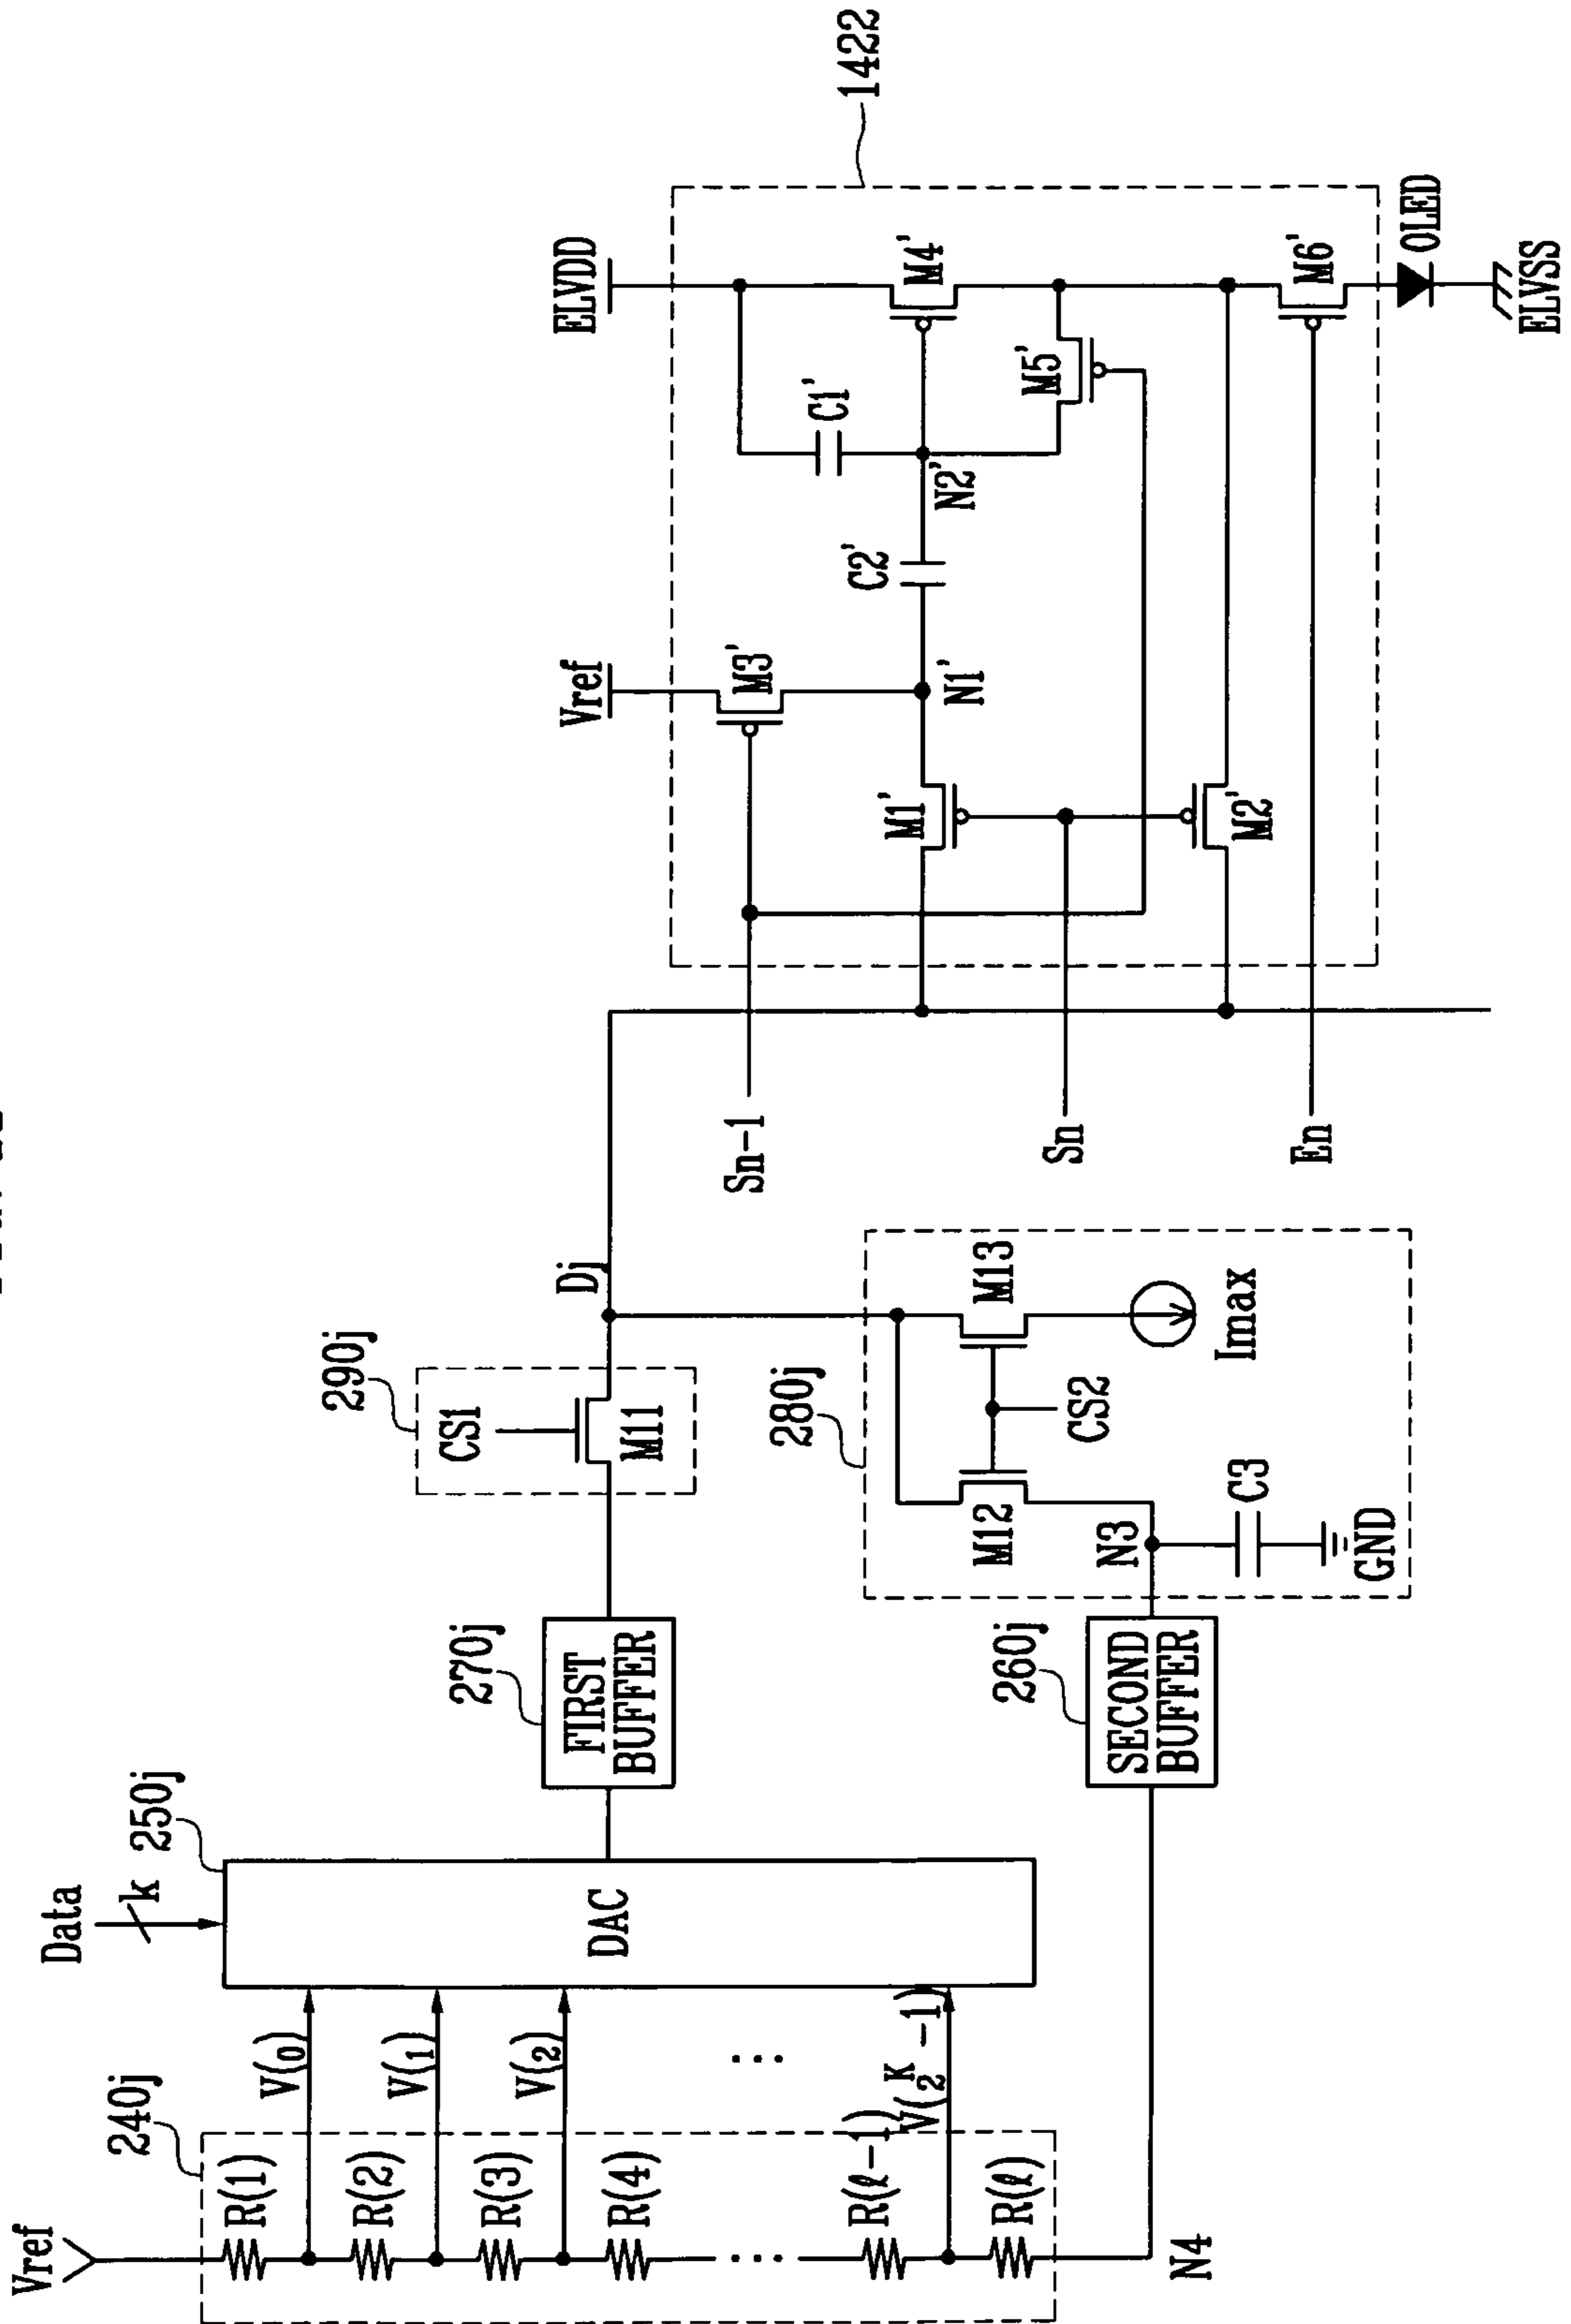 Vref
240j
R(1)
R(2)
R(3)
R(4)
...
R(ℓ-1)
R(ℓ)
N4
V(0)
V(1)
V(2)
...
V(2^K-1)
Data
k
250j
DAC
270j
FIRST
BUFFER
260j
SECOND
BUFFER
290j
CS1
M11
Dj
280j
M12
M13
CS2
N3
C3
GND
Imax
Sn-1
Sn
En
Vref
ELVDD
1422
M3'
M1'
N1'
C2'
N2'
C1'
M4'
M5'
M2'
M6'
OLED
ELVSS